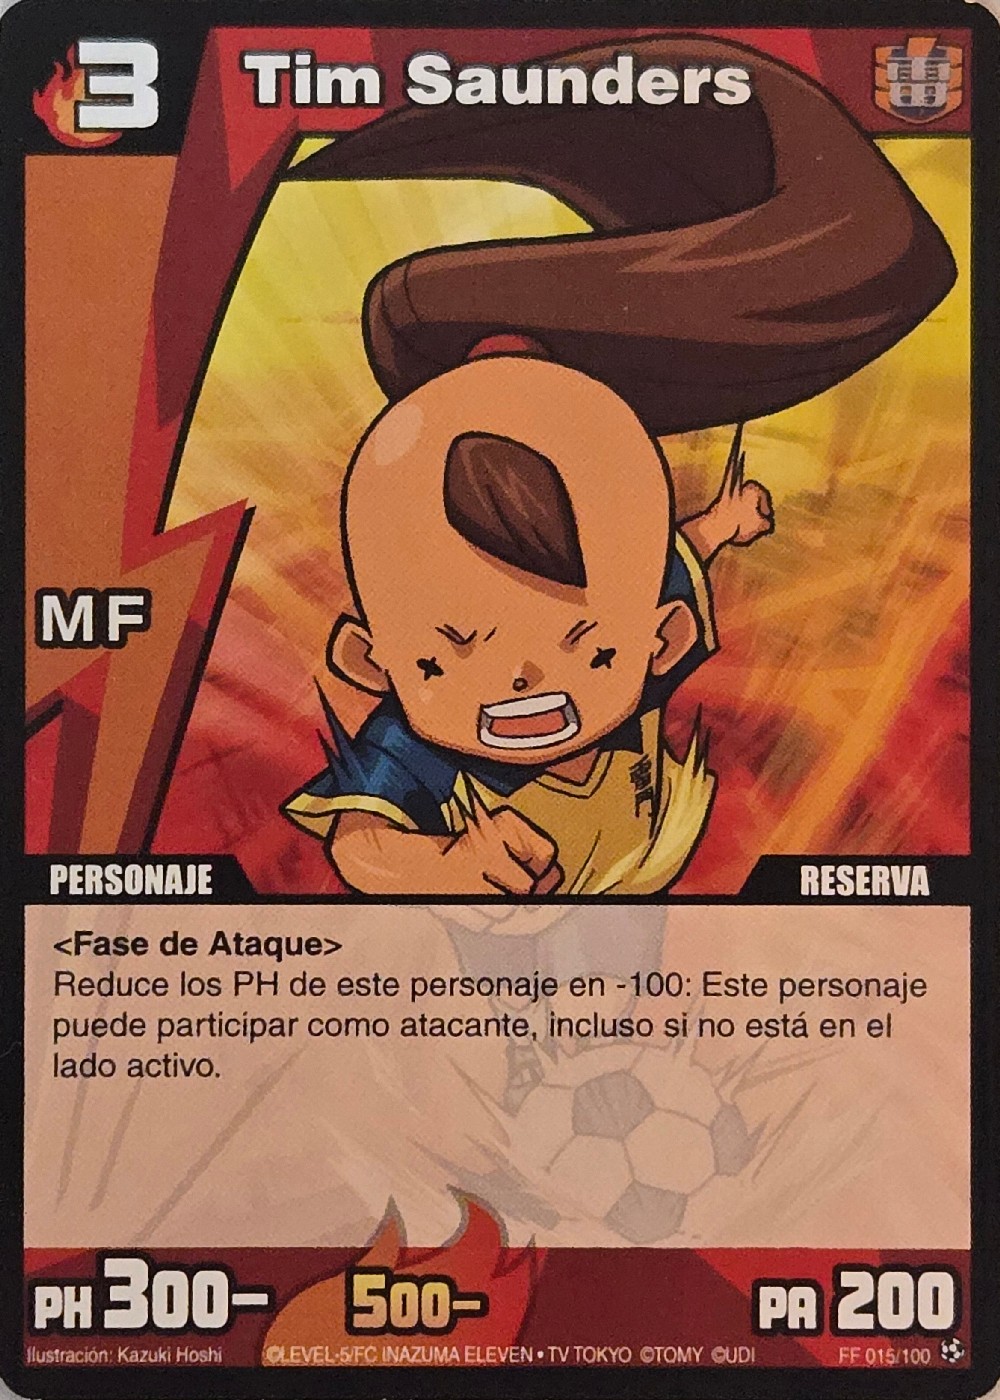 3
Tim Saunders
MF
PERSONAJE
RESERVA
<Fase de Ataque>
Reduce los PH de este personaje en -100: Este personaje
puede participar como atacante, incluso si no está en el
lado activo.
PH 300-
500-
PA 200
Ilustración: Kazuki Hoshi
©LEVEL-5/FC INAZUMA ELEVEN • TV TOKYO ©TOMY ©UDI
FF 015/100